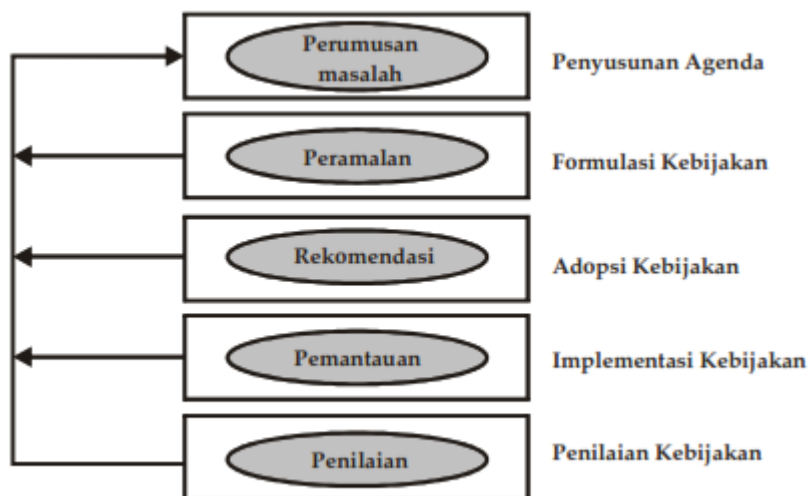 Perumusan
masalah
Penyusunan Agenda
Peramalan
Formulasi Kebijakan
Rekomendasi
Adopsi Kebijakan
Pemantauan
Implementasi Kebijakan
Penilaian
Penilaian Kebijakan